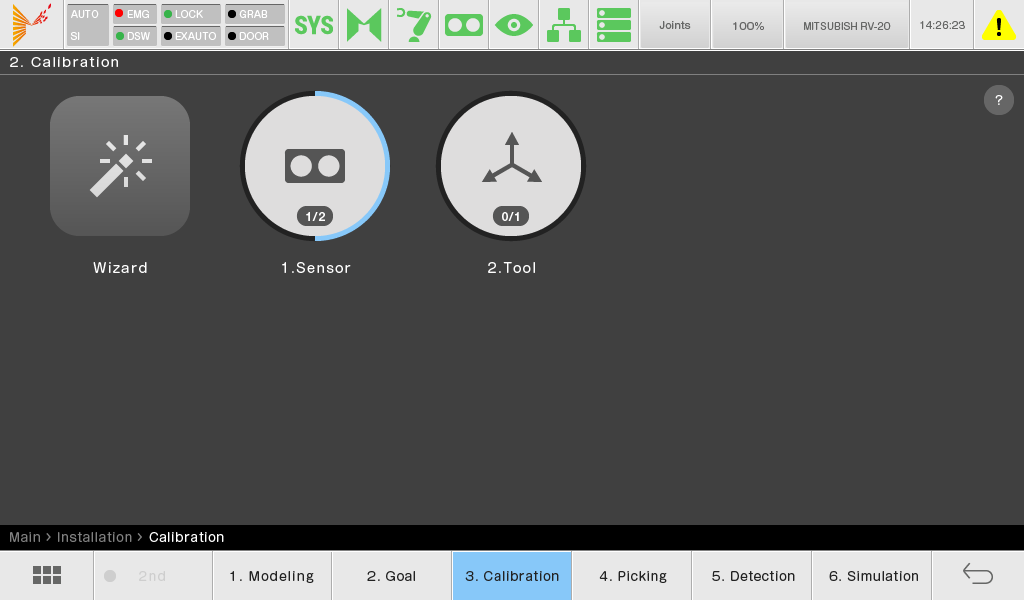 AUTO EMG LOCK GRAB SYS Joints 100% MITSUBISH RV-20 14:26:23 !
SI DSW EXAUTO DOOR
2. Calibration
?
1/2 0/1
Wizard 1.Sensor 2.Tool
Main > Installation > Calibration
2nd 1. Modeling 2. Goal 3. Calibration 4. Picking 5. Detection 6. Simulation